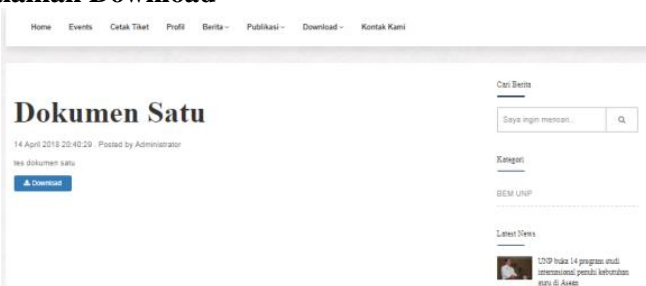 Home Events Cetak Tiket Profil Berita Publikasi Download Kontak Kami
Dokumen Satu
14 April 2018 20:40:29 . Posted by Administrator
tes dokumen satu
Download
Cari Berita
Saya ingin mencari..
Kategori
BEM UNP
Latest News
UNP buka 14 program studi
internasional penuhi kebutuhan
guru di Asean